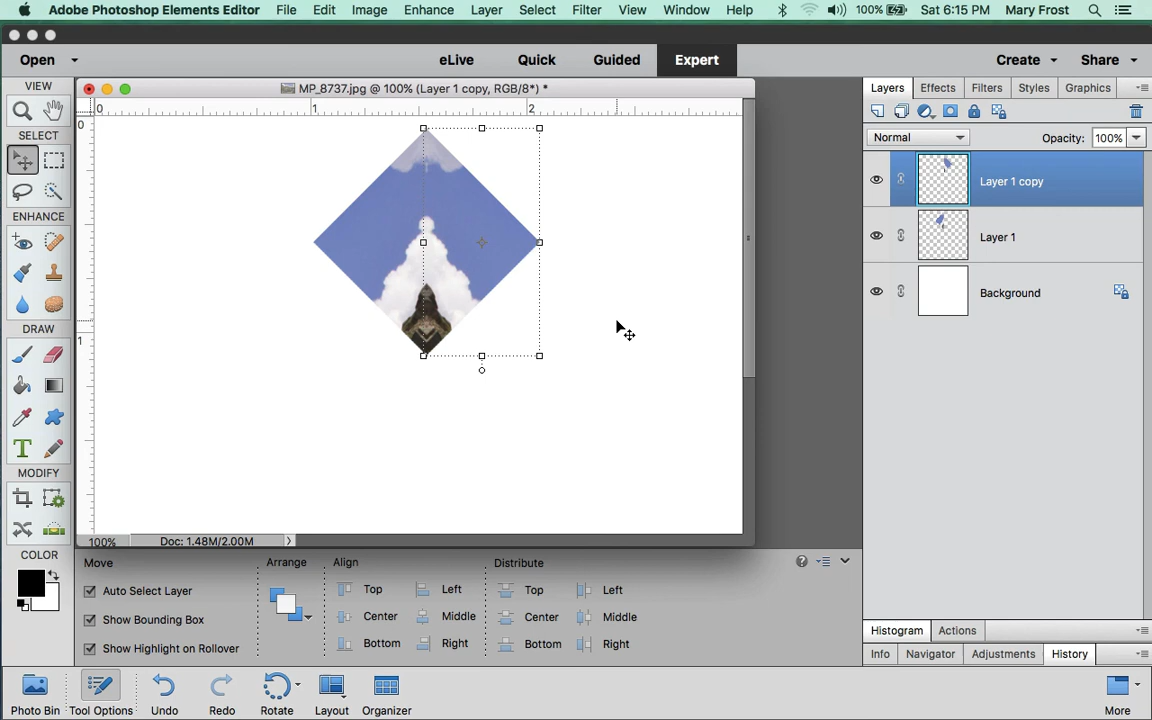 Adobe Photoshop Elements Editor File Edit Image Enhance Layer Select Filter View Window Help 100% Sat 6:15 PM Mary Frost
Open eLive Quick Guided Expert Create Share
VIEW
SELECT
ENHANCE
DRAW
MODIFY
COLOR
MP_8737.jpg @ 100% (Layer 1 copy, RGB/8*) *
0 1 2
0
1
100% Doc: 1.48M/2.00M
Layers Effects Filters Styles Graphics
Normal Opacity: 100%
Layer 1 copy
Layer 1
Background
Move Arrange Align Distribute
Auto Select Layer Top Left Top Left
Show Bounding Box Center Middle Center Middle
Show Highlight on Rollover Bottom Right Bottom Right
Histogram Actions
Info Navigator Adjustments History
Photo Bin Tool Options Undo Redo Rotate Layout Organizer More